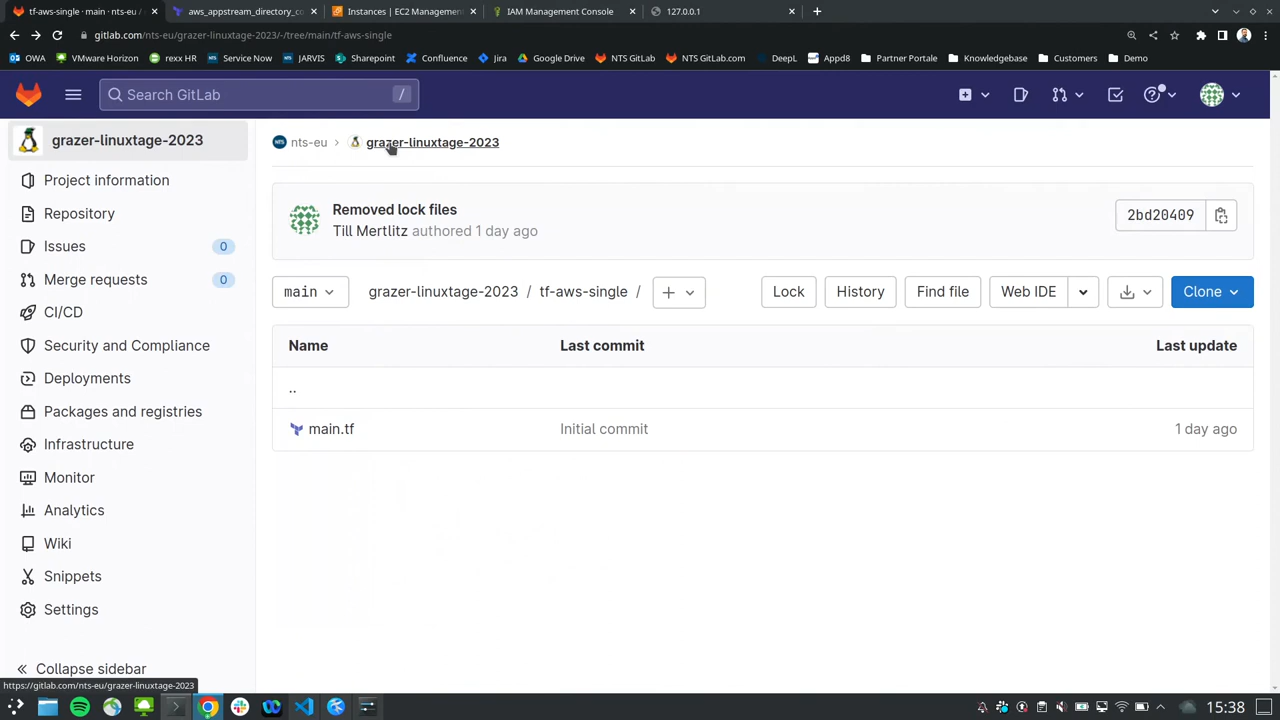 tf-aws-single · main · nts-eu /
aws_appstream_directory_co
Instances | EC2 Managemen
IAM Management Console
127.0.0.1
gitlab.com/nts-eu/grazer-linuxtage-2023/-/tree/main/tf-aws-single
OWA
VMware Horizon
rexx HR
Service Now
JARVIS
Sharepoint
Confluence
Jira
Google Drive
NTS GitLab
NTS GitLab.com
DeepL
Appd8
Partner Portale
Knowledgebase
Customers
Demo
Search GitLab
/
grazer-linuxtage-2023
Project information
Repository
Issues 0
Merge requests 0
CI/CD
Security and Compliance
Deployments
Packages and registries
Infrastructure
Monitor
Analytics
Wiki
Snippets
Settings
Collapse sidebar
nts-eu > grazer-linuxtage-2023
Removed lock files
Till Mertlitz authored 1 day ago
2bd20409
main
grazer-linuxtage-2023 / tf-aws-single /
Lock
History
Find file
Web IDE
Clone
Name Last commit Last update
..
main.tf Initial commit 1 day ago
https://gitlab.com/nts-eu/grazer-linuxtage-2023
15:38